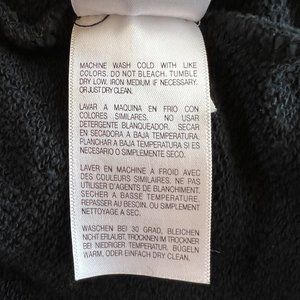 MACHINE WASH COLD WITH LIKE
COLORS. DO NOT BLEACH. TUMBLE
DRY LOW. IRON MEDIUM IF NECESSARY.
OR JUST DRY CLEAN.
LAVAR A MAQUINA EN FRIO CON
COLORES SIMILARES. NO USAR
DETERGENTE BLANQUEADOR. SECAR
EN SECADORA A BAJA TEMPERATURA.
PLANCHAR A BAJA TEMPERATURA SI ES
NECESARIO O SIMPLEMENTE SECO.
LAVER EN MACHINE A FROID AVEC
DES COULEURS SIMILAIRES. NE PAS
UTILISER D'AGENTS DE BLANCHIMENT.
SECHER A BASSE TEMPERATURE.
REPASSER AU BESOIN. OU SIMPLEMENT
NETTOYAGE A SEC.
WASCHEN BEI 30 GRAD, BLEICHEN
NICHT ERLAUBT, TROCKNEN IM TROCKNER
BEI NIEDRIGER TEMPERATUR. BÜGELN
WARM, ODER EINFACH DRY CLEAN.